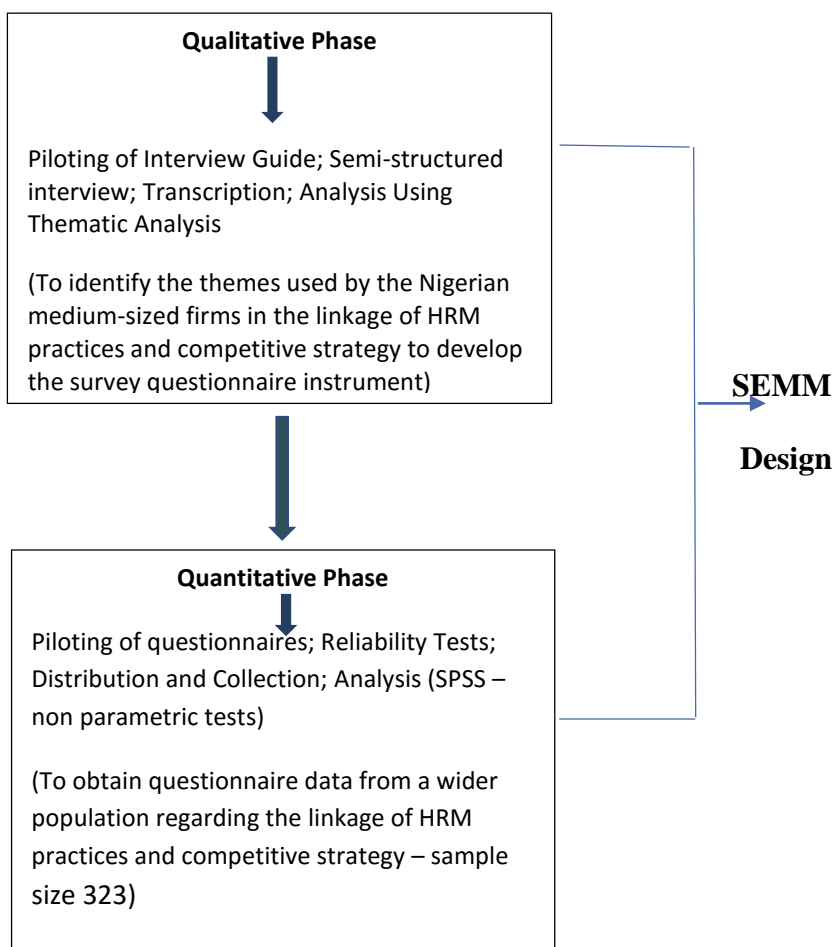 Qualitative Phase
Piloting of Interview Guide; Semi-structured
interview; Transcription; Analysis Using
Thematic Analysis
(To identify the themes used by the Nigerian
medium-sized firms in the linkage of HRM
practices and competitive strategy to develop
the survey questionnaire instrument)
SEMM
Design
Quantitative Phase
Piloting of questionnaires; Reliability Tests;
Distribution and Collection; Analysis (SPSS –
non parametric tests)
(To obtain questionnaire data from a wider
population regarding the linkage of HRM
practices and competitive strategy – sample
size 323)